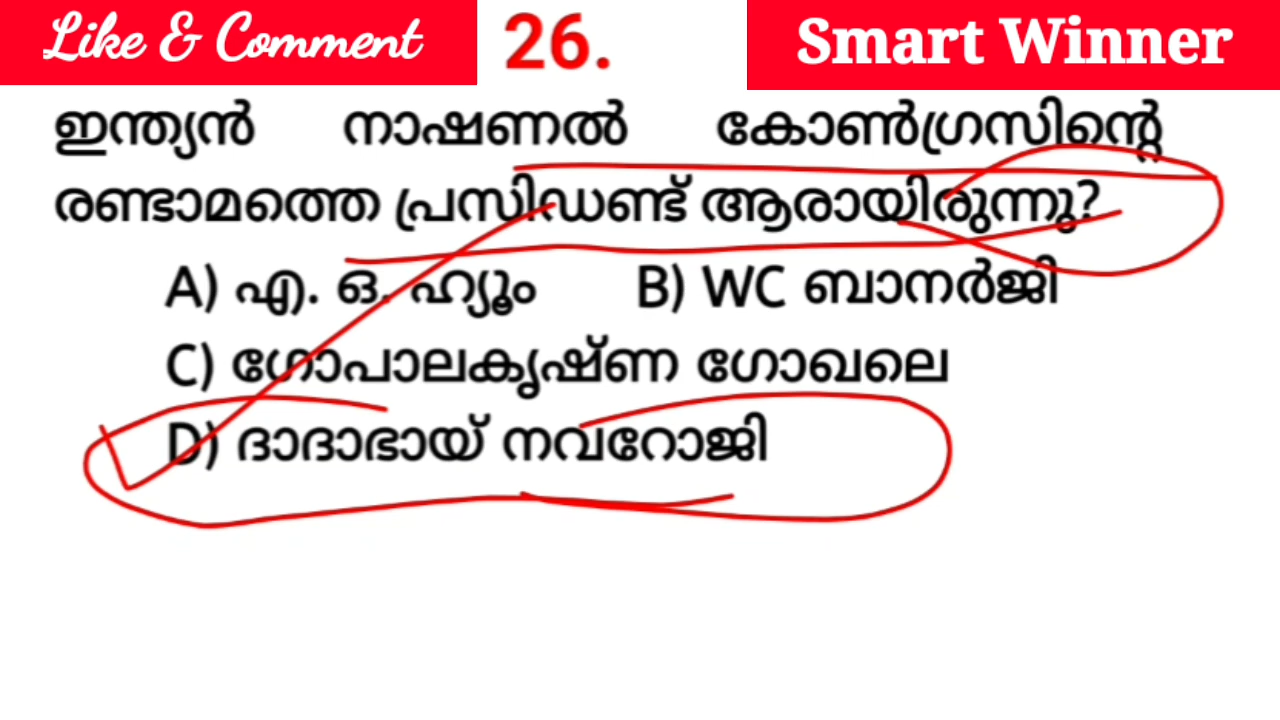 Like & Comment
26.
Smart Winner
ഇന്ത്യൻ നാഷണൽ കോൺഗ്രസിന്റെ
രണ്ടാമത്തെ പ്രസിഡണ്ട് ആരായിരുന്നു?
A) എ. ഒ. ഹ്യൂം B) WC ബാനർജി
C) ഗോപാലകൃഷ്ണ ഗോഖലെ
D) ദാദാഭായ് നവറോജി